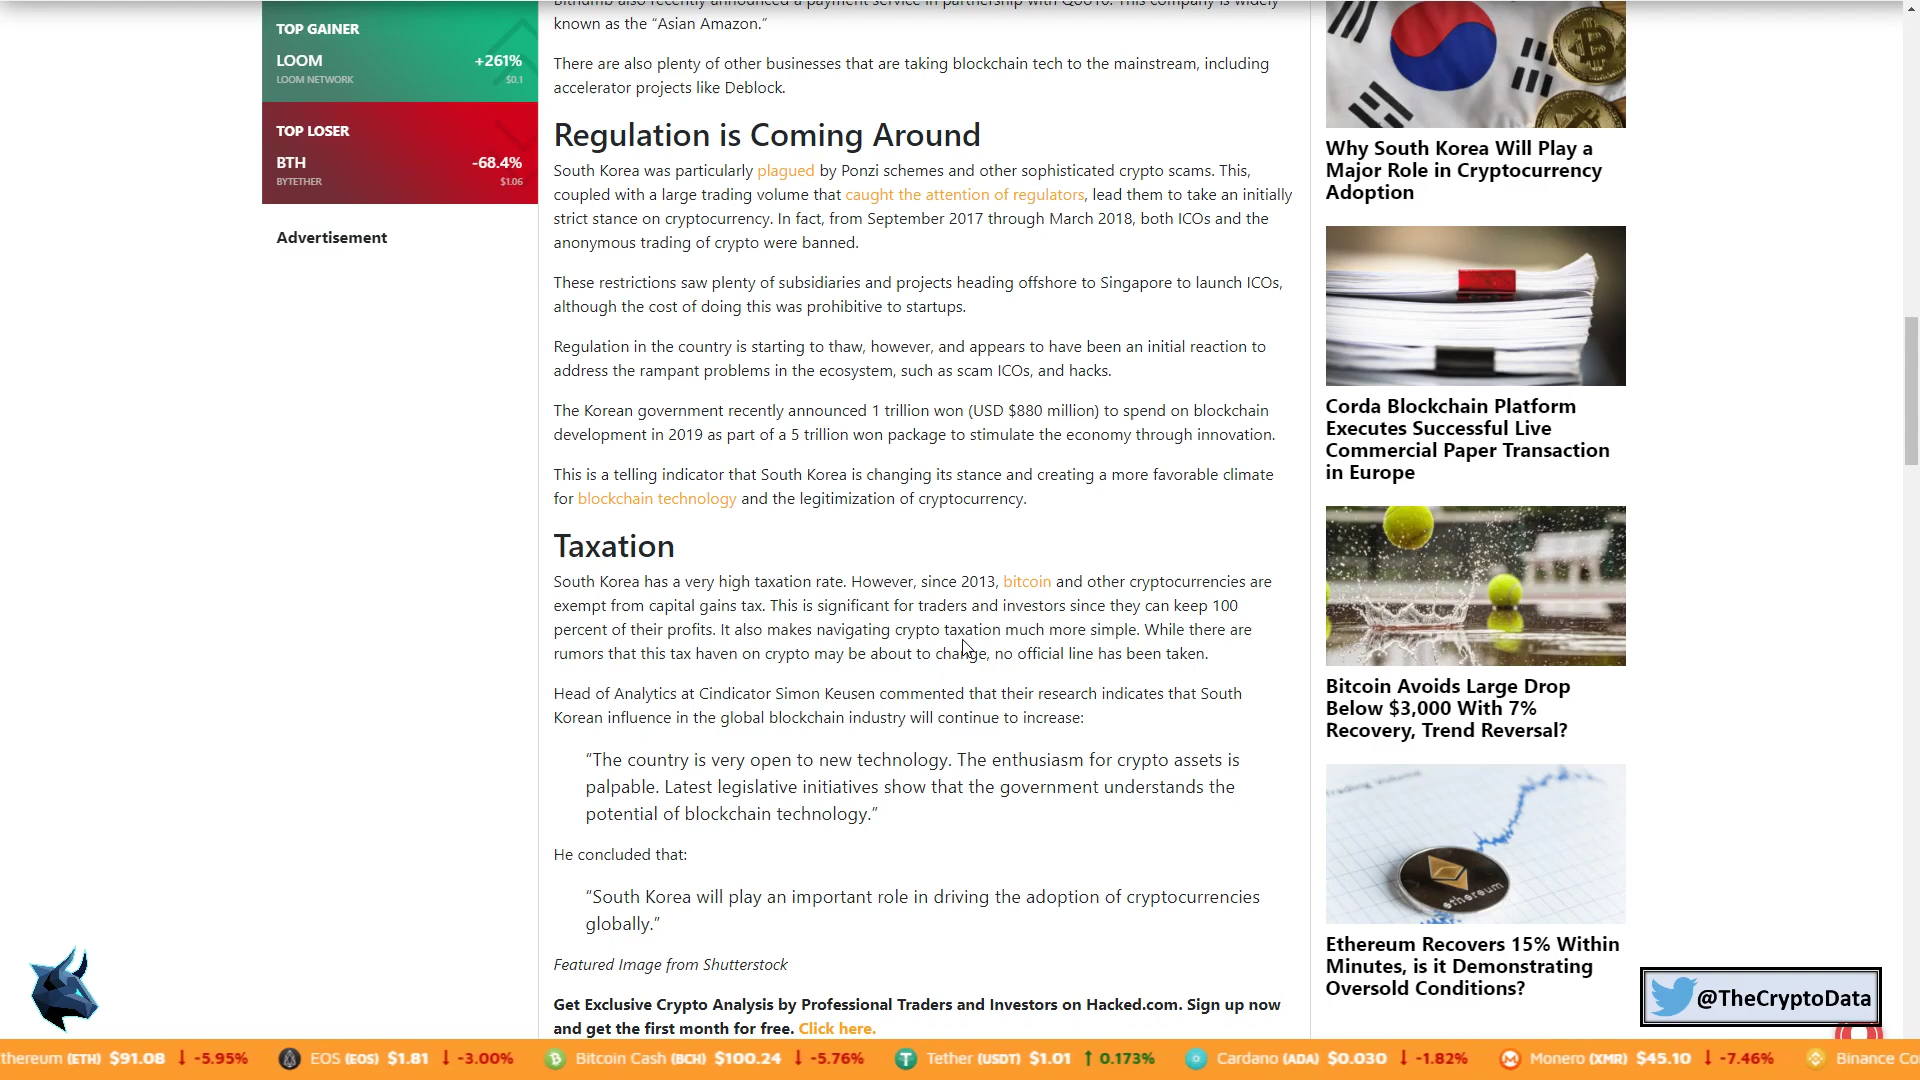 TOP GAINER
LOOM +261%
LOOM NETWORK $0.1
TOP LOSER
BTH -68.4%
BYTETHER $1.06
Advertisement
known as the “Asian Amazon.”
There are also plenty of other businesses that are taking blockchain tech to the mainstream, including
accelerator projects like Deblock.
Regulation is Coming Around
South Korea was particularly plagued by Ponzi schemes and other sophisticated crypto scams. This,
coupled with a large trading volume that caught the attention of regulators, lead them to take an initially
strict stance on cryptocurrency. In fact, from September 2017 through March 2018, both ICOs and the
anonymous trading of crypto were banned.
These restrictions saw plenty of subsidiaries and projects heading offshore to Singapore to launch ICOs,
although the cost of doing this was prohibitive to startups.
Regulation in the country is starting to thaw, however, and appears to have been an initial reaction to
address the rampant problems in the ecosystem, such as scam ICOs, and hacks.
The Korean government recently announced 1 trillion won (USD $880 million) to spend on blockchain
development in 2019 as part of a 5 trillion won package to stimulate the economy through innovation.
This is a telling indicator that South Korea is changing its stance and creating a more favorable climate
for blockchain technology and the legitimization of cryptocurrency.
Taxation
South Korea has a very high taxation rate. However, since 2013, bitcoin and other cryptocurrencies are
exempt from capital gains tax. This is significant for traders and investors since they can keep 100
percent of their profits. It also makes navigating crypto taxation much more simple. While there are
rumors that this tax haven on crypto may be about to change, no official line has been taken.
Head of Analytics at Cindicator Simon Keusen commented that their research indicates that South
Korean influence in the global blockchain industry will continue to increase:
“The country is very open to new technology. The enthusiasm for crypto assets is
palpable. Latest legislative initiatives show that the government understands the
potential of blockchain technology.”
He concluded that:
“South Korea will play an important role in driving the adoption of cryptocurrencies
globally.”
Featured Image from Shutterstock
Get Exclusive Crypto Analysis by Professional Traders and Investors on Hacked.com. Sign up now
and get the first month for free. Click here.
Why South Korea Will Play a
Major Role in Cryptocurrency
Adoption
Corda Blockchain Platform
Executes Successful Live
Commercial Paper Transaction
in Europe
Bitcoin Avoids Large Drop
Below $3,000 With 7%
Recovery, Trend Reversal?
Trading Volume
ethereum
Ethereum Recovers 15% Within
Minutes, is it Demonstrating
Oversold Conditions?
@TheCryptoData
thereum (ETH) $91.08 -5.95% EOS (EOS) $1.81 -3.00% Bitcoin Cash (BCH) $100.24 -5.76% Tether (USDT) $1.01 0.173% Cardano (ADA) $0.030 -1.82% Monero (XMR) $45.10 -7.46% Binance Co